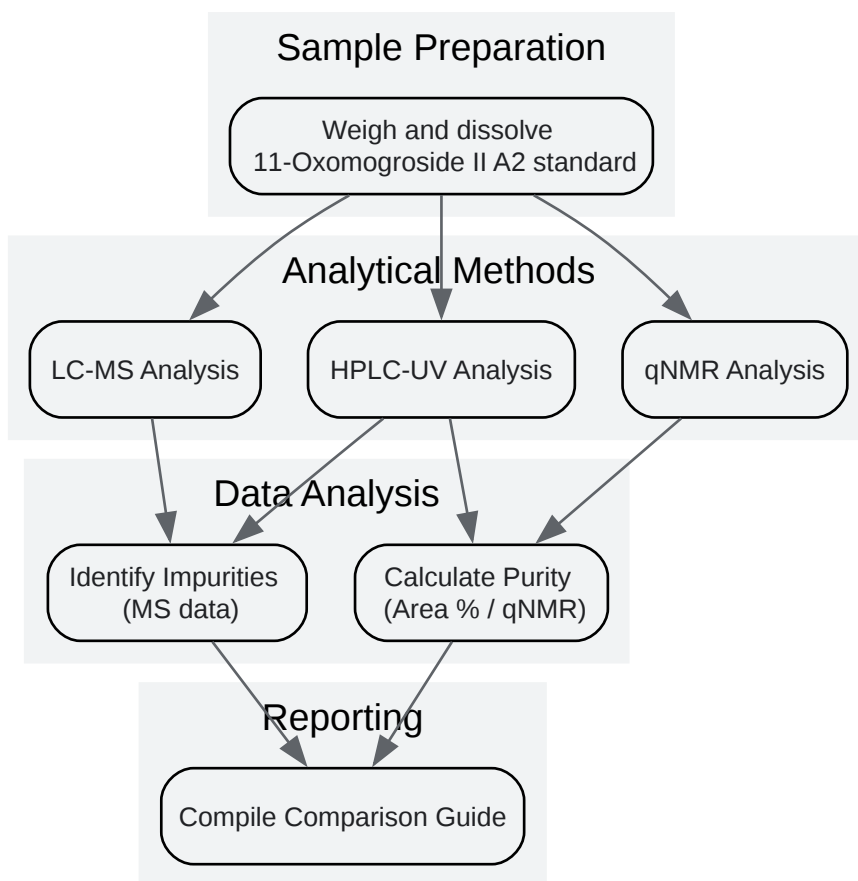 Sample Preparation
Weigh and dissolve
11-Oxomogroside II A2 standard
Analytical Methods
LC-MS Analysis
HPLC-UV Analysis
qNMR Analysis
Data Analysis
Identify Impurities
(MS data)
Calculate Purity
(Area % / qNMR)
Reporting
Compile Comparison Guide